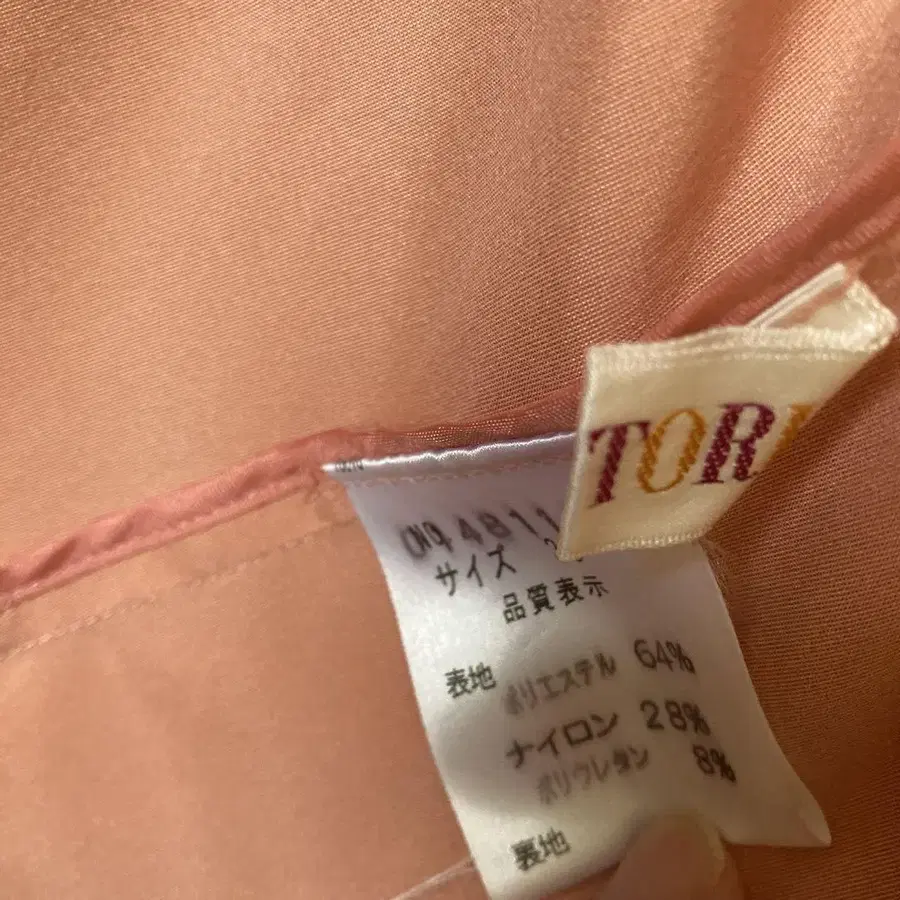 TORI
サイズ
品質表示
表地 ポリエステル 64%
ナイロン 28%
ポリウレタン 8%
裏地